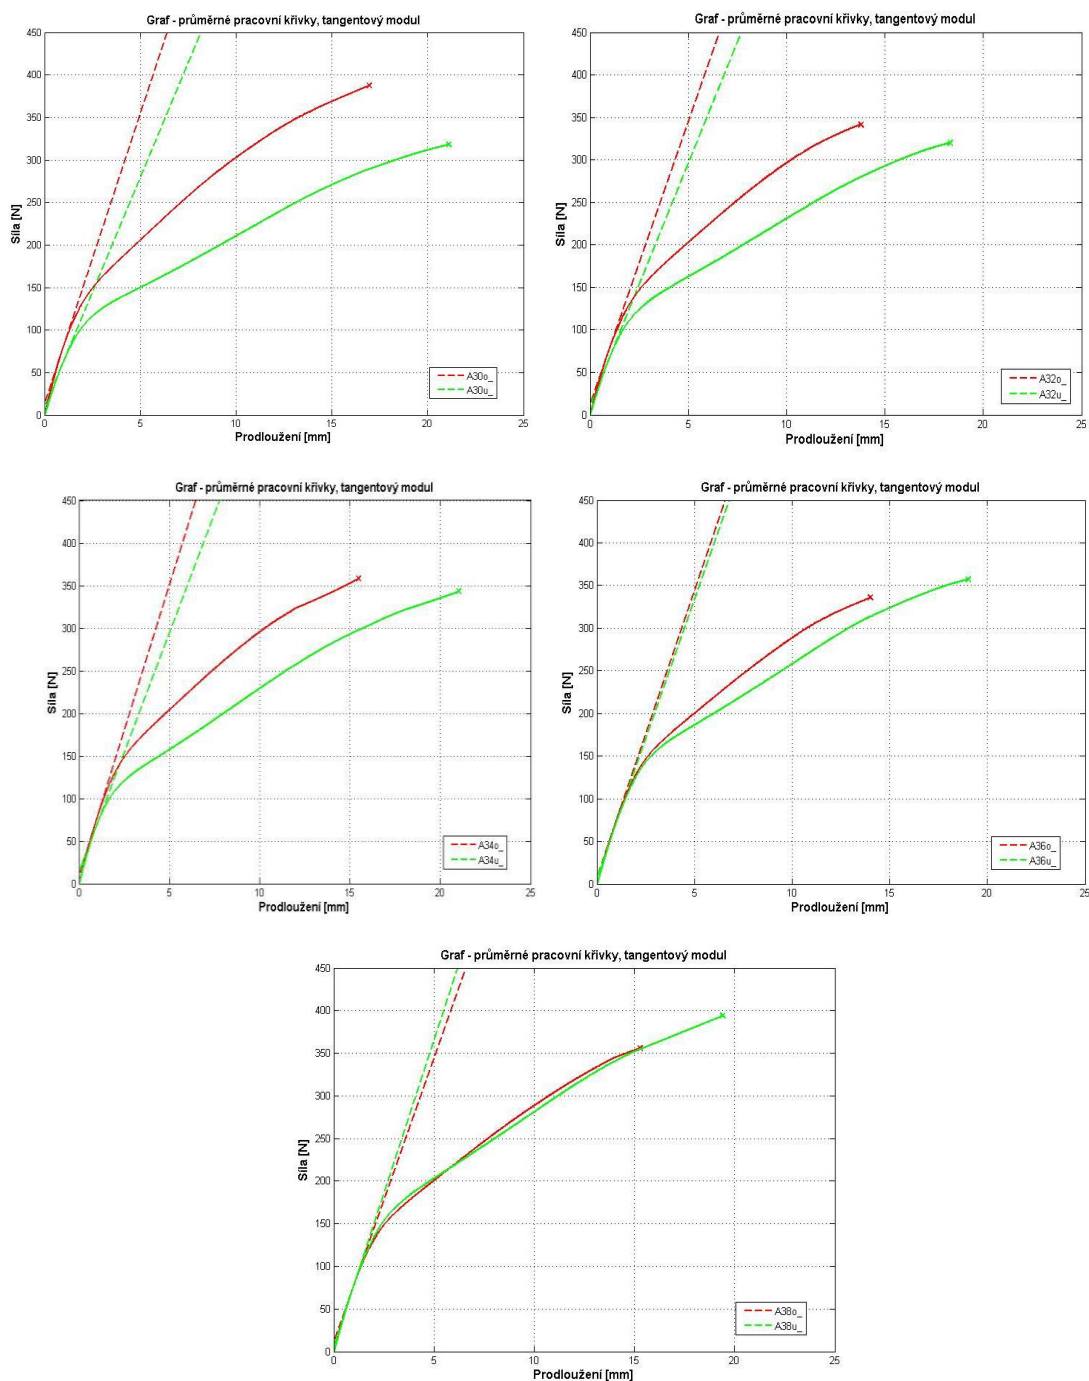 Graf - průměrné pracovní křivky, tangentový modul
450
400
350
300
250
200
150
100
50
0
Síla [N]
A30o_
A30u_
0 5 10 15 20 25
Prodloužení [mm]
Graf - průměrné pracovní křivky, tangentový modul
450
400
350
300
250
200
150
100
50
0
Síla [N]
A32o_
A32u_
0 5 10 15 20 25
Prodloužení [mm]
Graf - průměrné pracovní křivky, tangentový modul
450
400
350
300
250
200
150
100
50
0
Síla [N]
A34o_
A34u_
0 5 10 15 20 25
Prodloužení [mm]
Graf - průměrné pracovní křivky, tangentový modul
450
400
350
300
250
200
150
100
50
0
Síla [N]
A36o_
A36u_
0 5 10 15 20 25
Prodloužení [mm]
Graf - průměrné pracovní křivky, tangentový modul
450
400
350
300
250
200
150
100
50
0
Síla [N]
A38o_
A38u_
0 5 10 15 20 25
Prodloužení [mm]